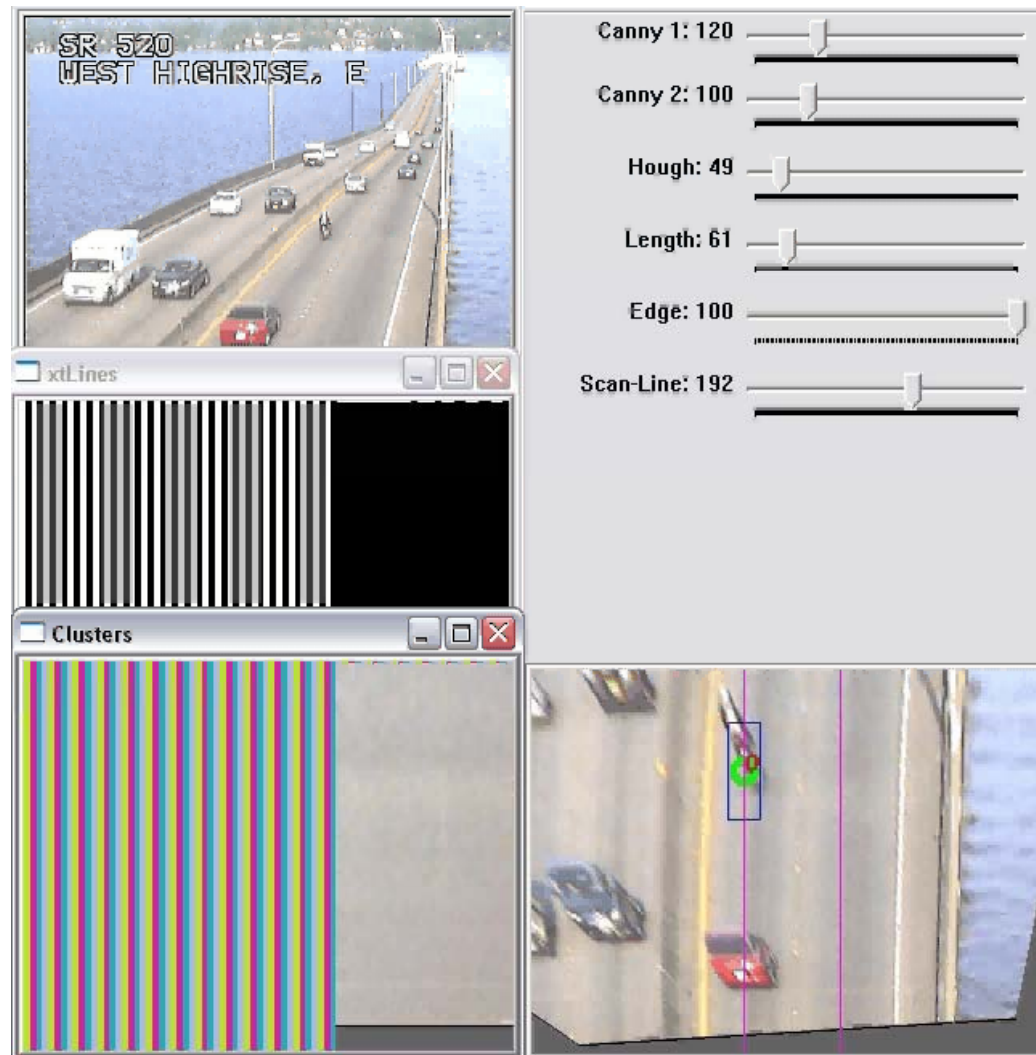 SR 520
WEST HIGHRISE, E
Canny 1: 120
Canny 2: 100
Hough: 49
Length: 61
Edge: 100
Scan-Line: 192
xtLines
Clusters
0